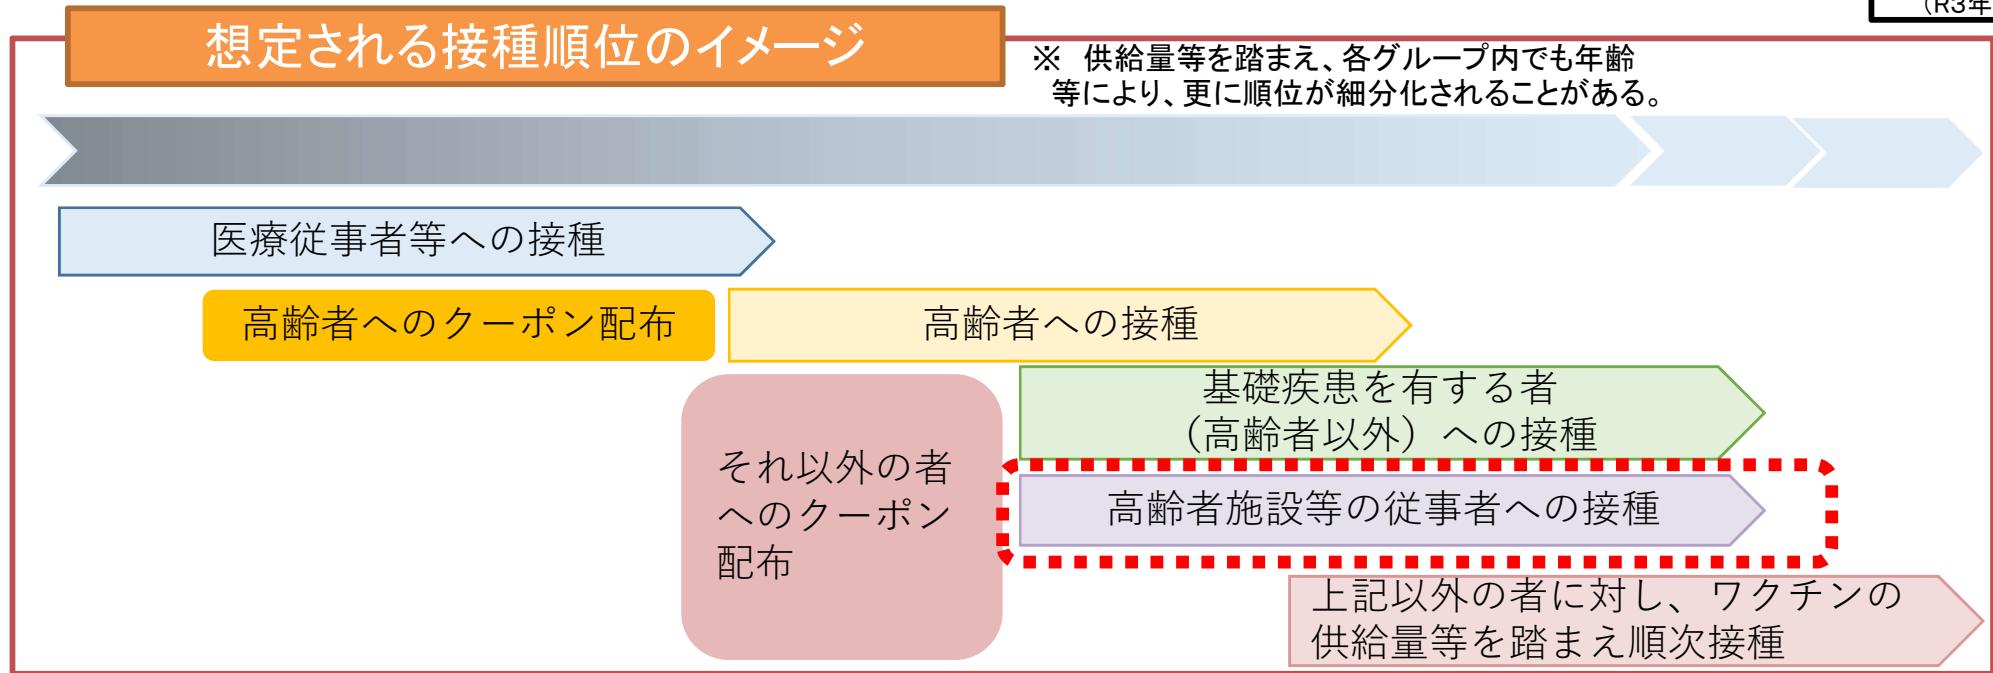 （R3年
想定される接種順位のイメージ
※　供給量等を踏まえ、各グループ内でも年齢
等により、更に順位が細分化されることがある。
医療従事者等への接種
高齢者へのクーポン配布
高齢者への接種
基礎疾患を有する者
（高齢者以外）への接種
それ以外の者
へのクーポン
配布
高齢者施設等の従事者への接種
上記以外の者に対し、ワクチンの
供給量等を踏まえ順次接種